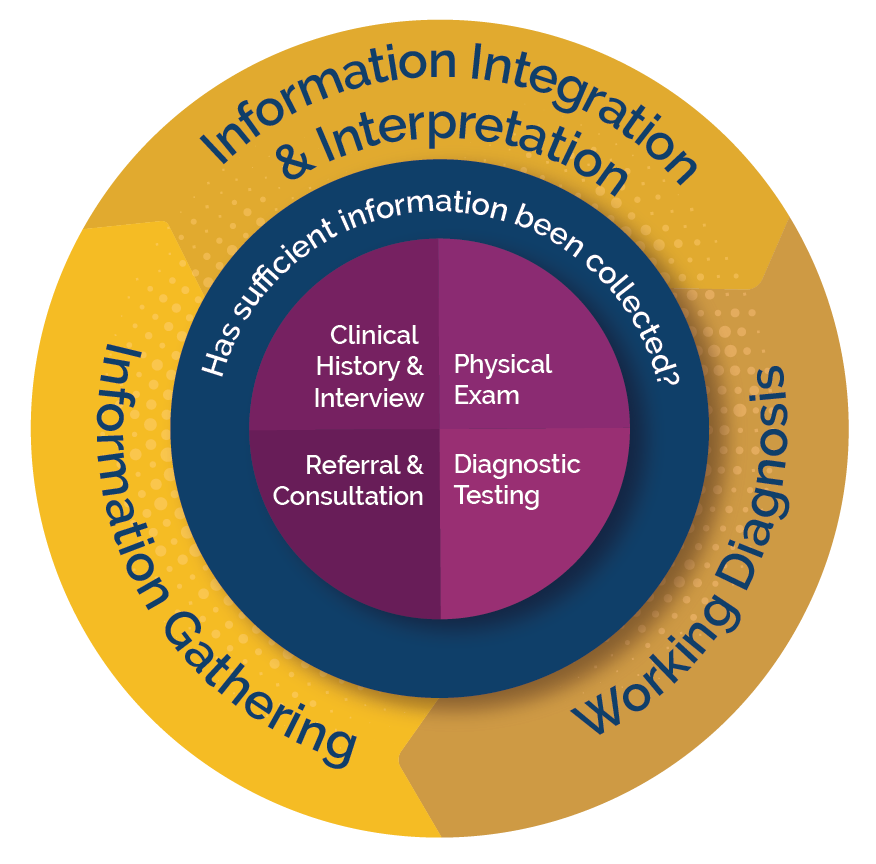 Information Integration
& Interpretation
Has sufficient information been collected?
Clinical
History &
Interview
Physical
Exam
Referral &
Consultation
Diagnostic
Testing
Information Gathering
Working Diagnosis